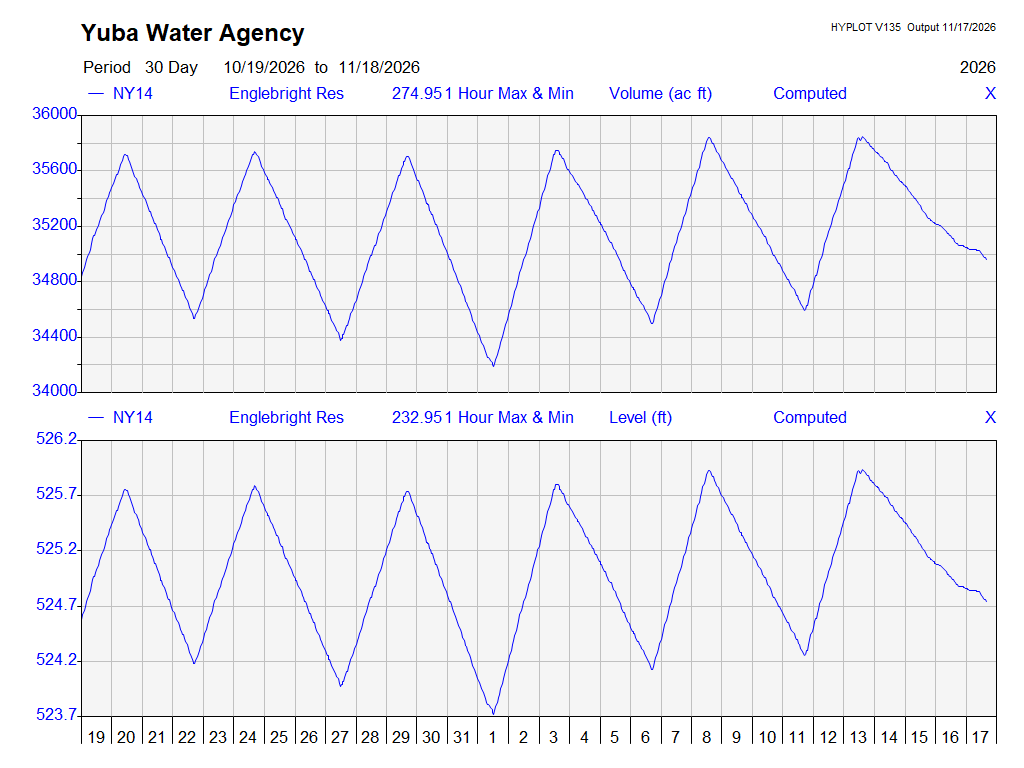 Yuba Water Agency
HYPLOT V135 Output 11/17/2026
Period 30 Day 10/19/2026 to 11/18/2026 2026
NY14 Englebright Res 274.951 Hour Max & Min Volume (ac ft) Computed X
36000
35600
35200
34800
34400
34000
NY14 Englebright Res 232.951 Hour Max & Min Level (ft) Computed X
526.2
525.7
525.2
524.7
524.2
523.7
19 20 21 22 23 24 25 26 27 28 29 30 31 1 2 3 4 5 6 7 8 9 10 11 12 13 14 15 16 17